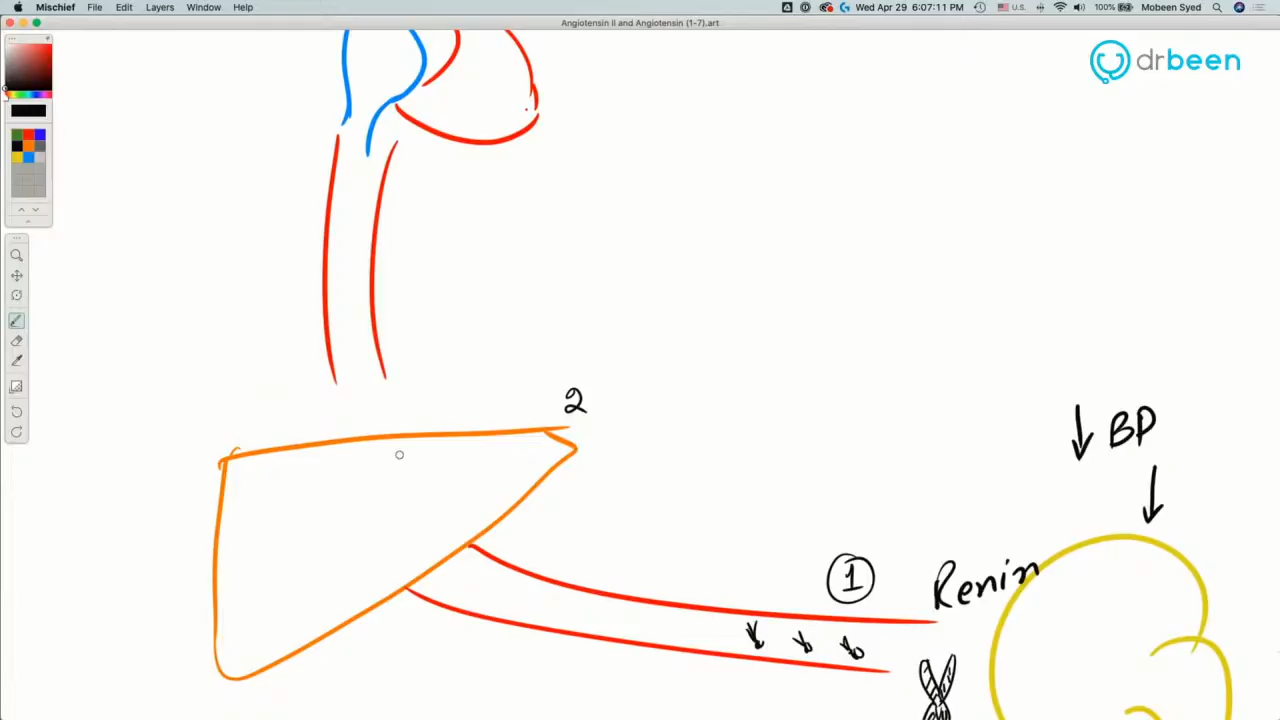 Mischief File Edit Layers Window Help
U.S. 100% Wed Apr 29 6:07:11 PM Mobeen Syed
Angiotensin II and Angiotensin (1-7).art
drbeen
2
↓ BP
↓
1
Renin